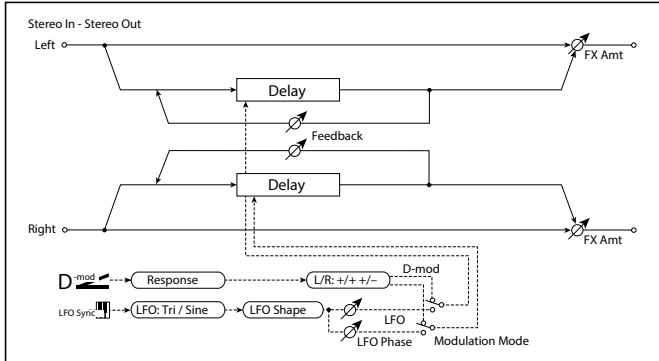 Stereo In - Stereo Out
Left
FX Amt
Delay
Feedback
Delay
Right
FX Amt
D-mod
Response
L/R: +/+ +/–
D-mod
LFO Sync
LFO: Tri / Sine
LFO Shape
LFO
LFO Phase
Modulation Mode